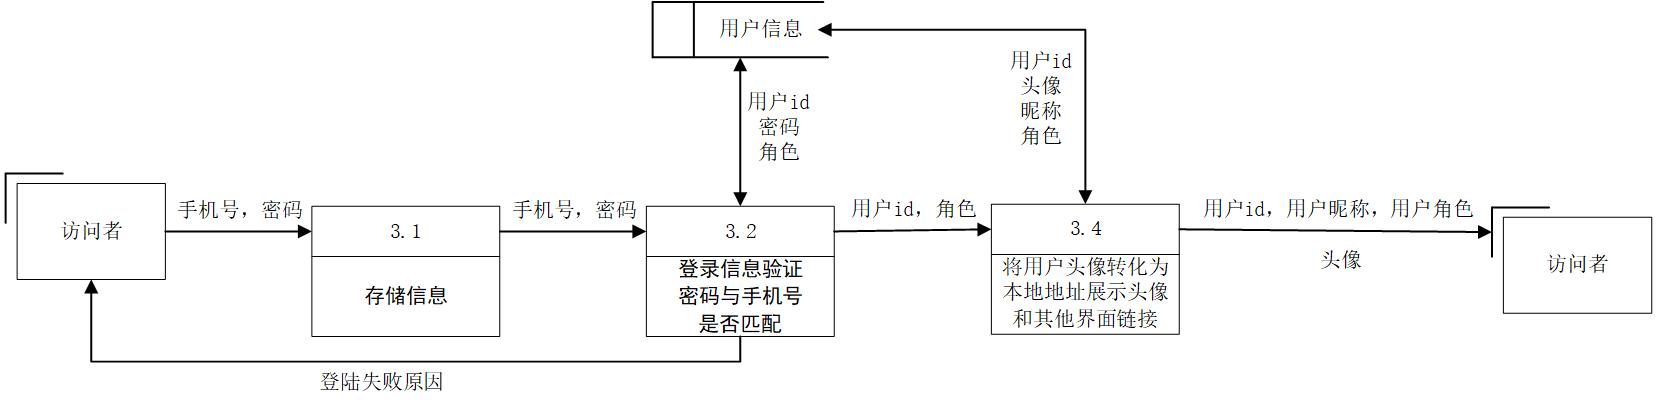 用户信息
用户id
密码
角色
用户id
头像
昵称
角色
访问者
手机号，密码
3.1
存储信息
手机号，密码
3.2
登录信息验证
密码与手机号
是否匹配
用户id，角色
3.4
将用户头像转化为
本地地址展示头像
和其他界面链接
用户id，用户昵称，用户角色
头像
访问者
登陆失败原因